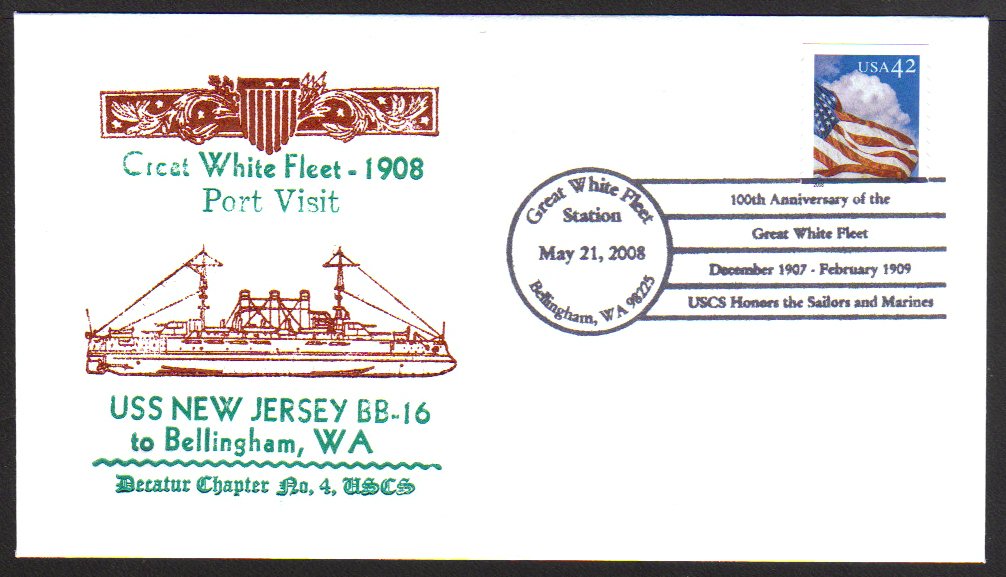 Great White Fleet - 1908
Port Visit
USS NEW JERSEY BB-16
to Bellingham, WA
Decatur Chapter No. 4, USCS
USA 42
2008
Great White Fleet
Station
May 21, 2008
Bellingham, WA 98225
100th Anniversary of the
Great White Fleet
December 1907 - February 1909
USCS Honors the Sailors and Marines